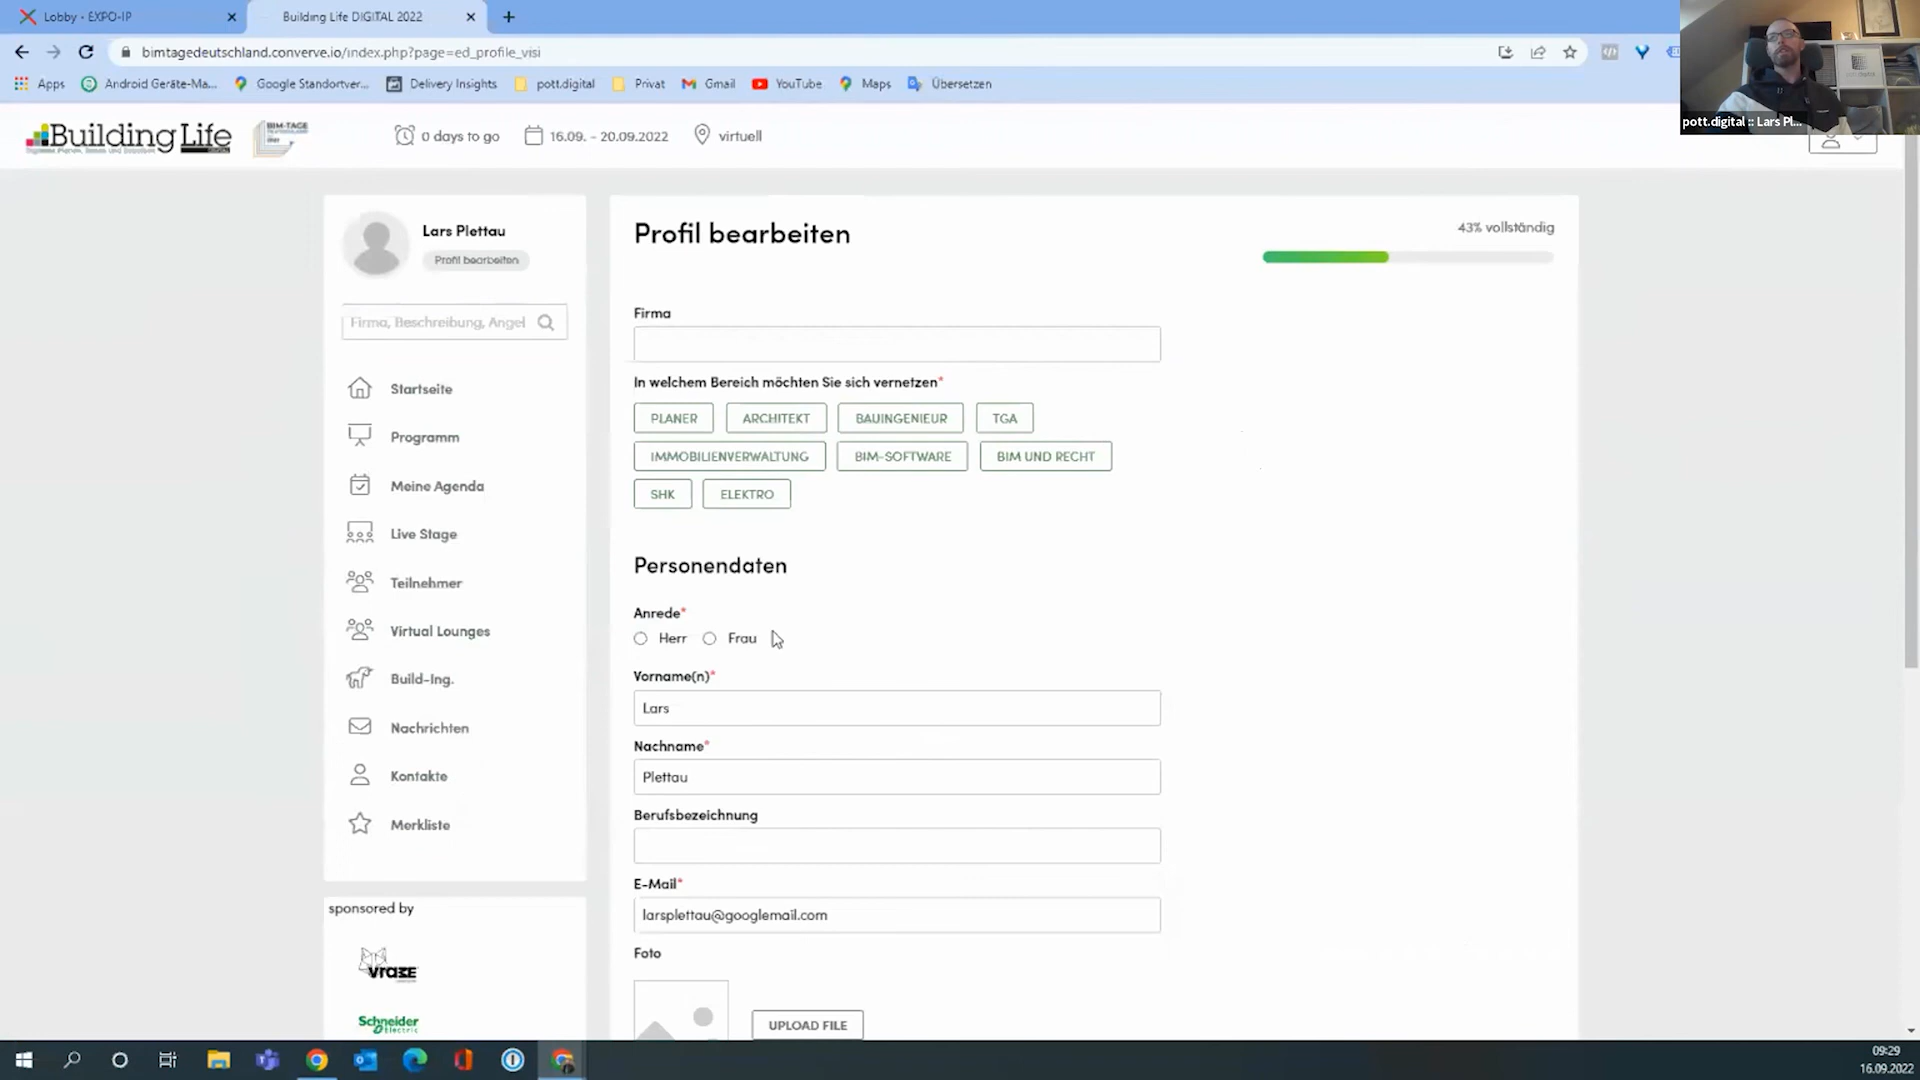 Lobby - EXPO-IP
Building Life DIGITAL 2022
bimtagedeutschland.converve.io/index.php?page=ed_profile_visi
Apps
Android Geräte-Ma...
Google Standortver...
Delivery Insights
pott.digital
Privat
Gmail
YouTube
Maps
Übersetzen
pott.digital :: Lars Pl...
Building Life
BIM-TAGE
0 days to go
16.09. - 20.09.2022
virtuell
Lars Plettau
Profil bearbeiten
Firma, Beschreibung, Angel
Startseite
Programm
Meine Agenda
Live Stage
Teilnehmer
Virtual Lounges
Build-Ing.
Nachrichten
Kontakte
Merkliste
sponsored by
vrame
Schneider
Electric
Profil bearbeiten
43% vollständig
Firma
In welchem Bereich möchten Sie sich vernetzen*
PLANER
ARCHITEKT
BAUINGENIEUR
TGA
IMMOBILIENVERWALTUNG
BIM-SOFTWARE
BIM UND RECHT
SHK
ELEKTRO
Personendaten
Anrede*
Herr
Frau
Vorname(n)*
Lars
Nachname*
Plettau
Berufsbezeichnung
E-Mail*
larsplettau@googlemail.com
Foto
UPLOAD FILE
09:29
16.09.2022